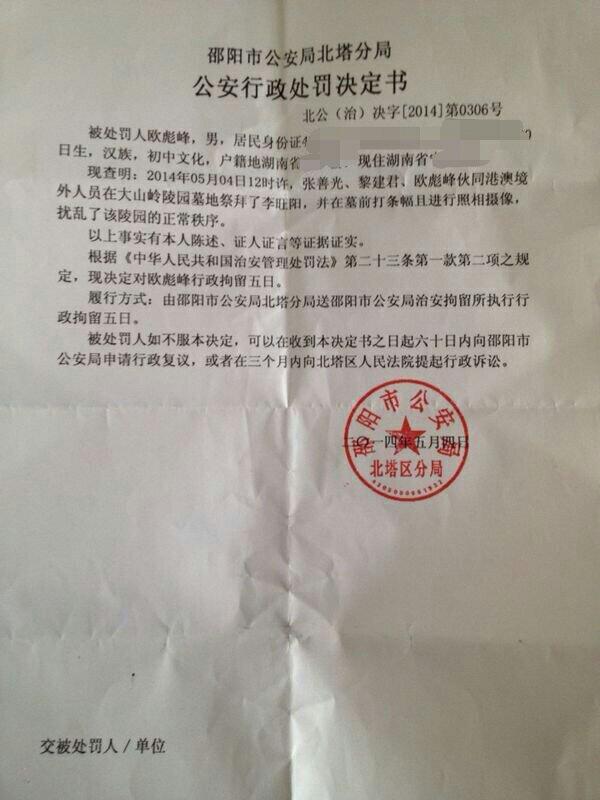 邵阳市公安局北塔分局
公安行政处罚决定书
北公（治）决字[2014]第0306号
被处罚人欧彪峰，男，居民身份证
日生，汉族，初中文化，户籍地湖南省 现住湖南省
现查明：2014年05月04日12时许，张善光、黎建君、欧彪峰伙同港澳境
外人员在大山岭陵园墓地祭拜了李旺阳，并在墓前打条幅且进行照相摄像，
扰乱了该陵园的正常秩序。
以上事实有本人陈述、证人证言等证据证实。
根据《中华人民共和国治安管理处罚法》第二十三条第一款第二项之规
定，现决定对欧彪峰行政拘留五日。
履行方式：由邵阳市公安局北塔分局送邵阳市公安局治安拘留所执行行
政拘留五日。
被处罚人如不服本决定，可以在收到本决定书之日起六十日内向邵阳市
公安局申请行政复议，或者在三个月内向北塔区人民法院提起行政诉讼。
邵阳市公安局
二〇一四年五月四日
北塔区分局
交被处罚人／单位